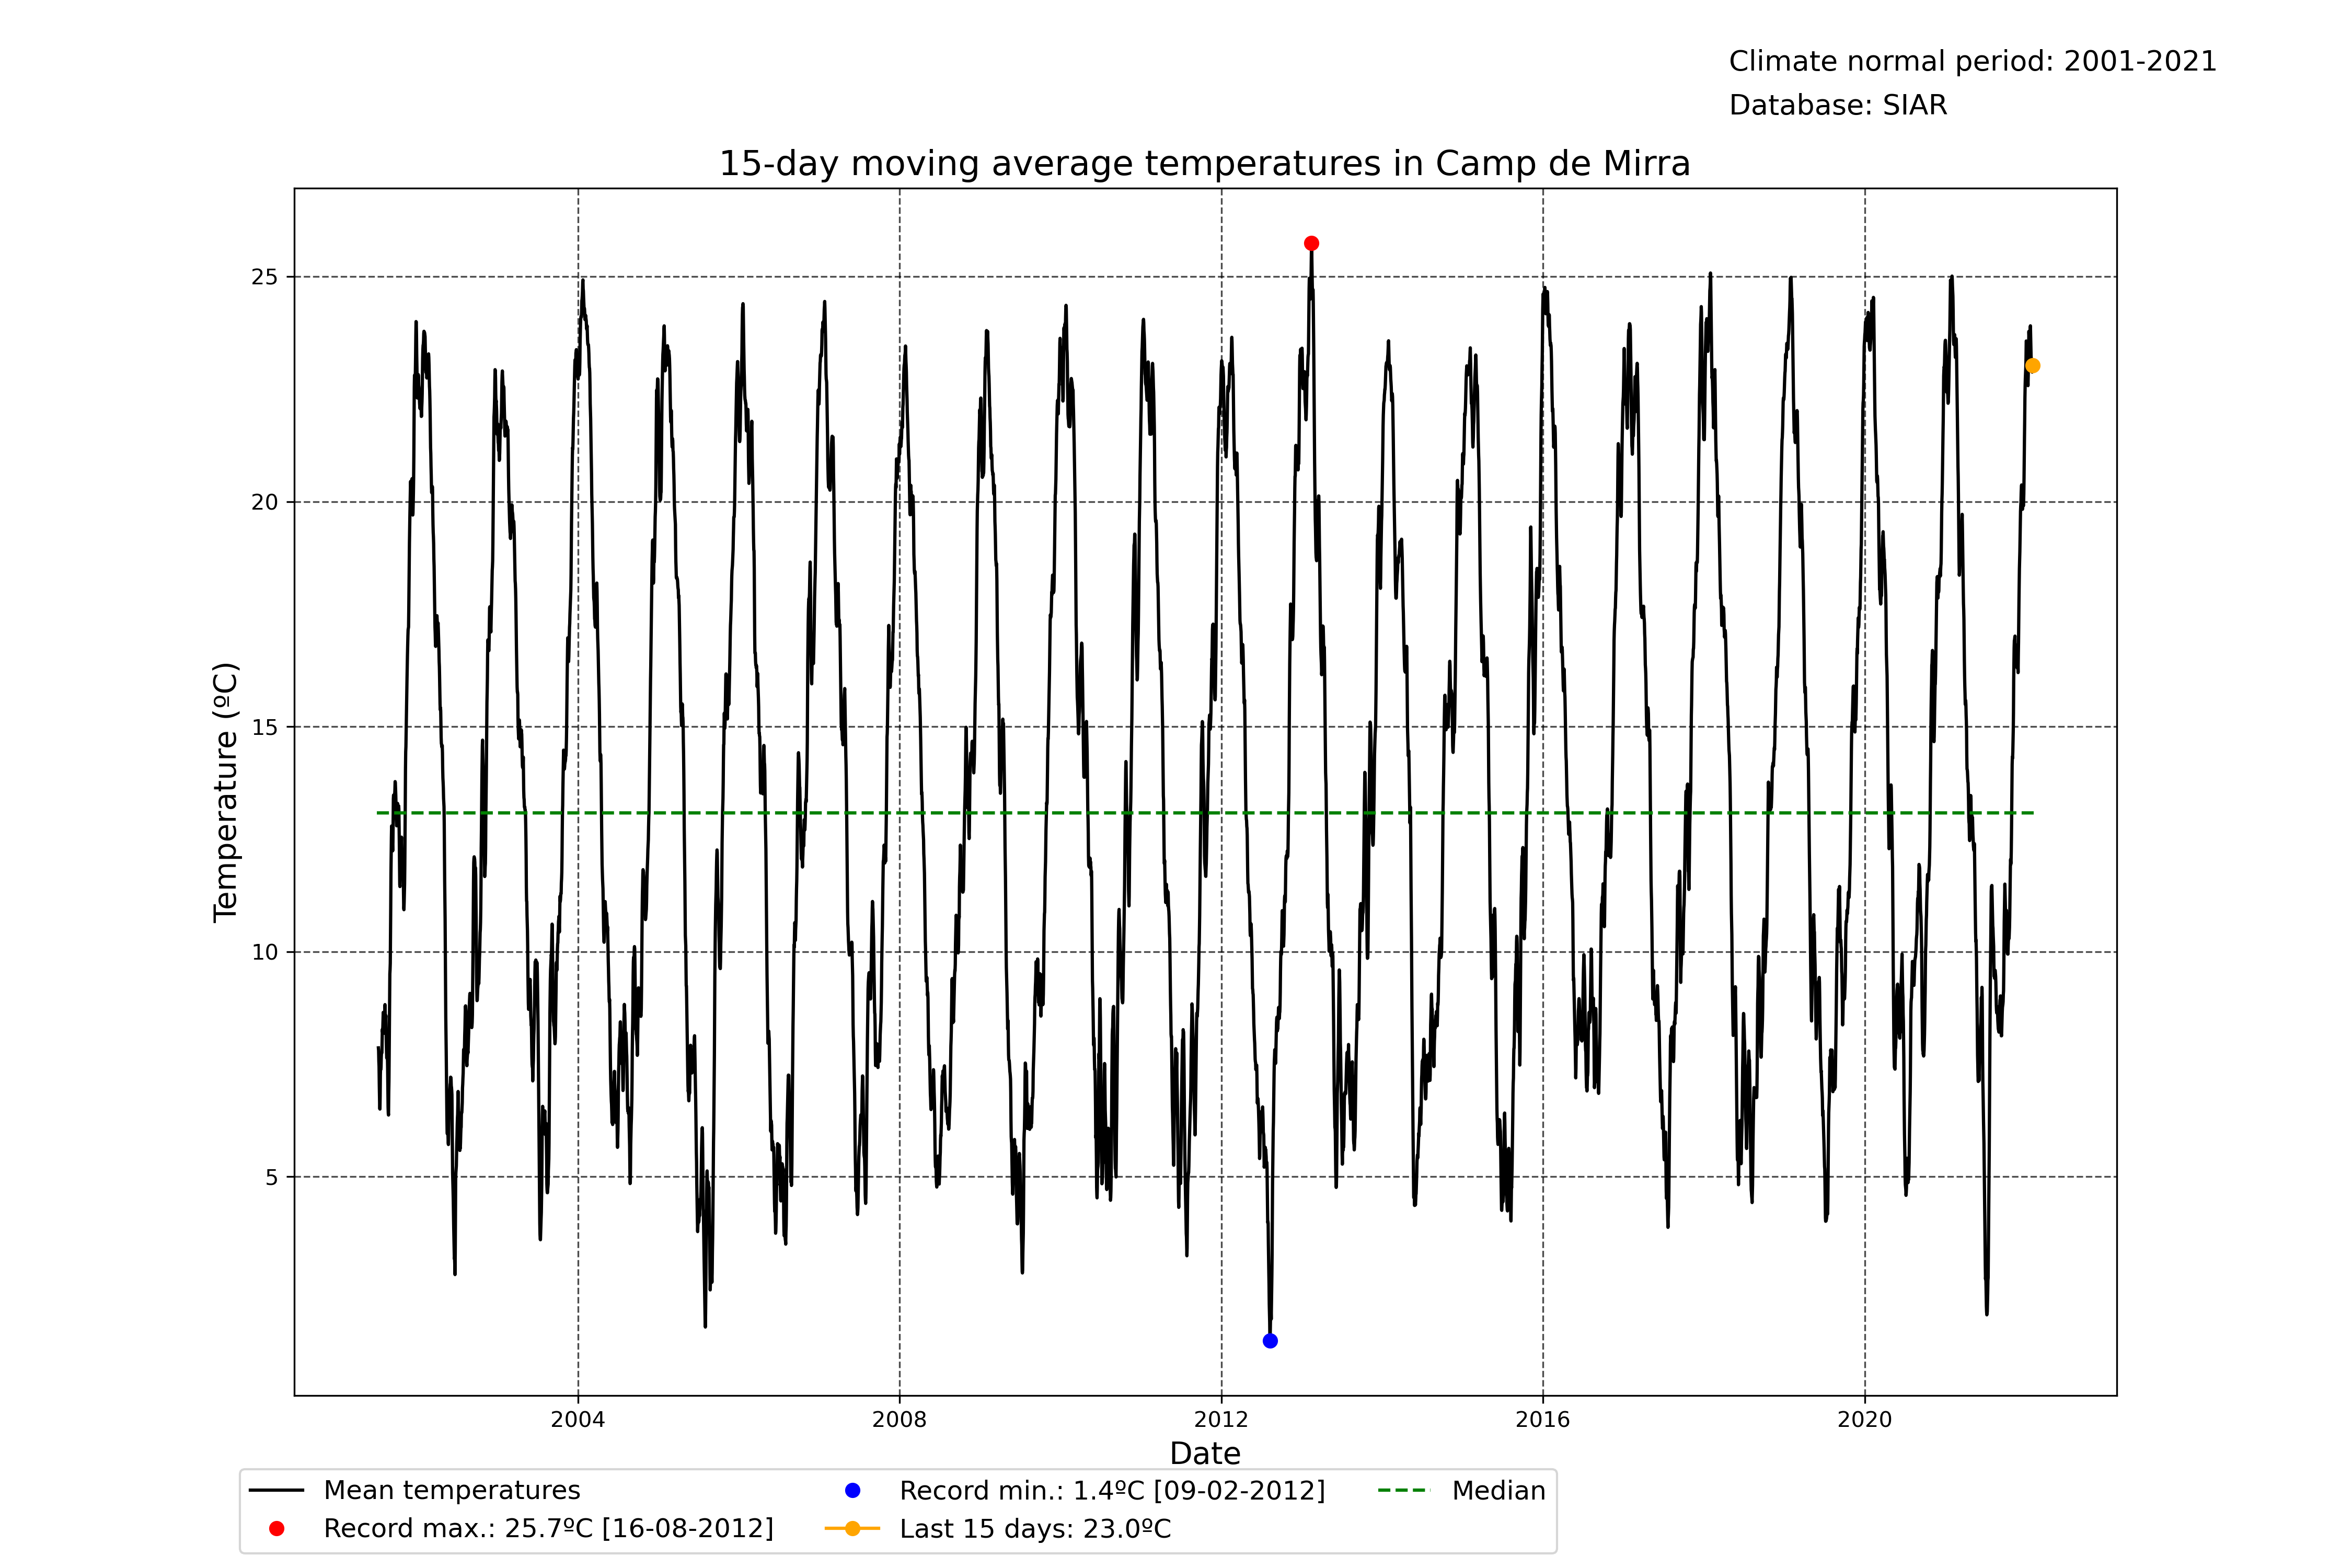 Climate normal period: 2001-2021
Database: SIAR
15-day moving average temperatures in Camp de Mirra
Temperature (ºC)
25
20
15
10
5
2004
2008
2012
2016
2020
Date
Mean temperatures
Record max.: 25.7ºC [16-08-2012]
Record min.: 1.4ºC [09-02-2012]
Last 15 days: 23.0ºC
Median